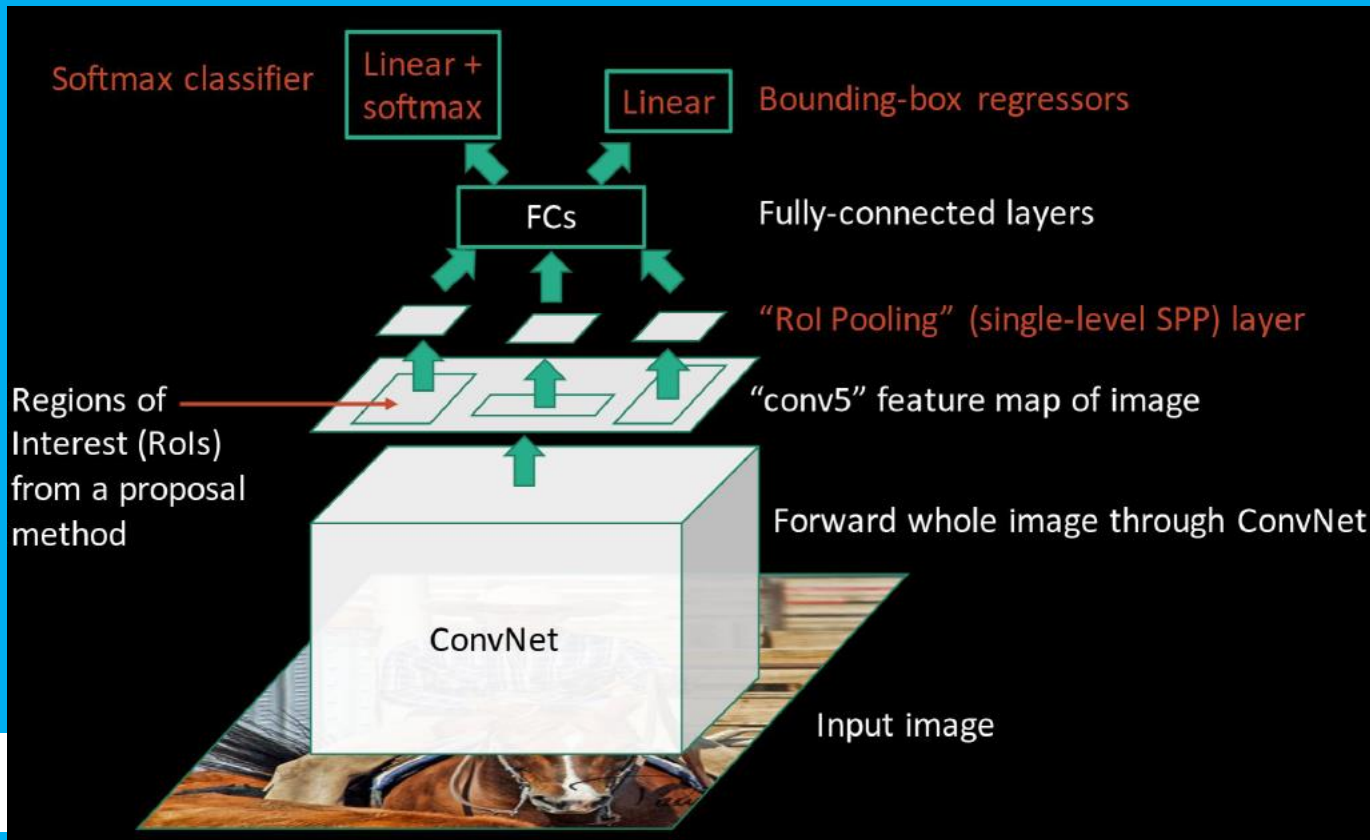 Softmax classifier
Linear +
softmax
Linear
Bounding-box regressors
FCs
Fully-connected layers
“RoI Pooling” (single-level SPP) layer
Regions of
Interest (RoIs)
from a proposal
method
“conv5” feature map of image
Forward whole image through ConvNet
ConvNet
Input image